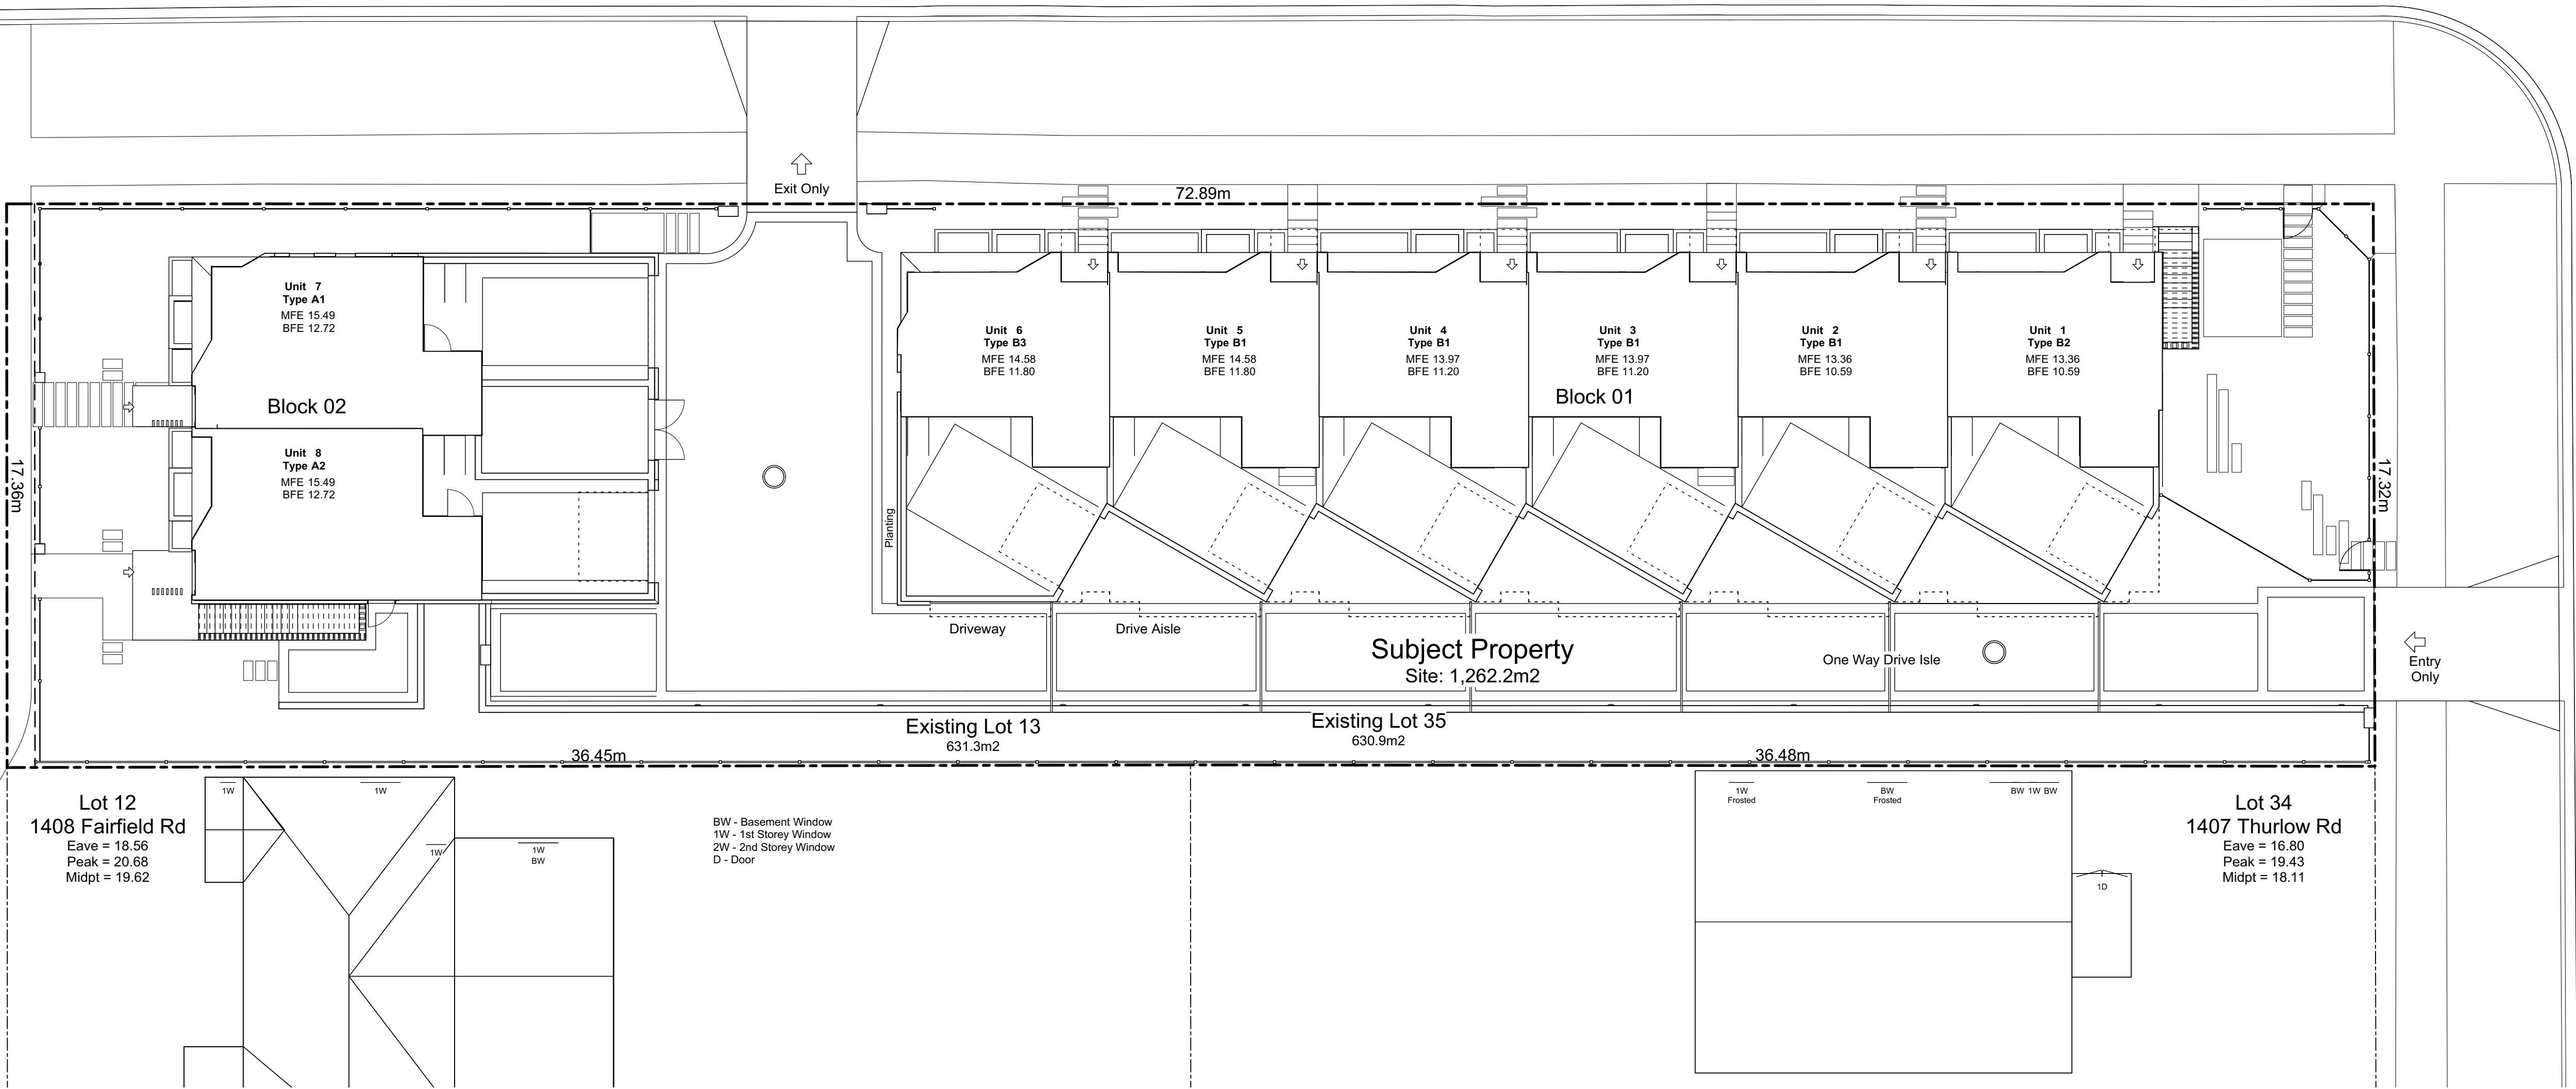 Exit Only
72.89m
Unit 7
Type A1
MFE 15.49
BFE 12.72
Block 02
Unit 8
Type A2
MFE 15.49
BFE 12.72
17.36m
Planting
Unit 6
Type B3
MFE 14.58
BFE 11.80
Unit 5
Type B1
MFE 14.58
BFE 11.80
Unit 4
Type B1
MFE 13.97
BFE 11.20
Unit 3
Type B1
MFE 13.97
BFE 11.20
Block 01
Unit 2
Type B1
MFE 13.36
BFE 10.59
Unit 1
Type B2
MFE 13.36
BFE 10.59
17.32m
Driveway
Drive Aisle
Subject Property
Site: 1,262.2m2
One Way Drive Isle
Entry
Only
Existing Lot 13
631.3m2
Existing Lot 35
630.9m2
36.45m
36.48m
Lot 12
1408 Fairfield Rd
Eave = 18.56
Peak = 20.68
Midpt = 19.62
1W
1W
1W
1W
BW
BW - Basement Window
1W - 1st Storey Window
2W - 2nd Storey Window
D - Door
1W
Frosted
BW
Frosted
BW 1W BW
1D
Lot 34
1407 Thurlow Rd
Eave = 16.80
Peak = 19.43
Midpt = 18.11